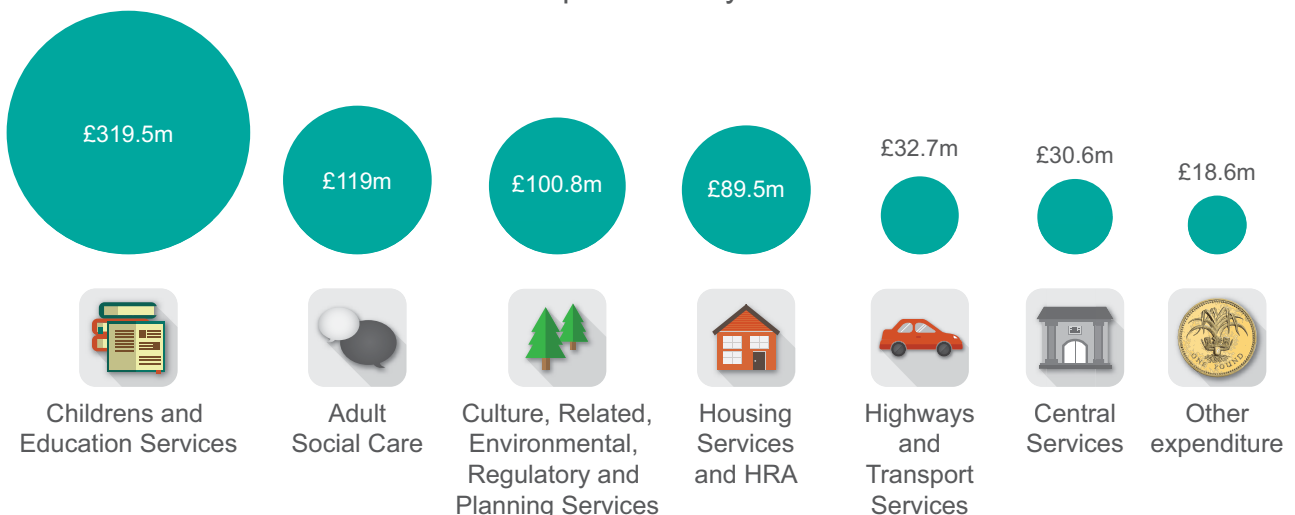 £319.5m
£119m
£100.8m
£89.5m
£32.7m
£30.6m
£18.6m
Childrens and
Education Services
Adult
Social Care
Culture, Related,
Environmental,
Regulatory and
Planning Services
Housing
Services
and HRA
Highways
and
Transport
Services
Central
Services
ONE POUND
Other
expenditure